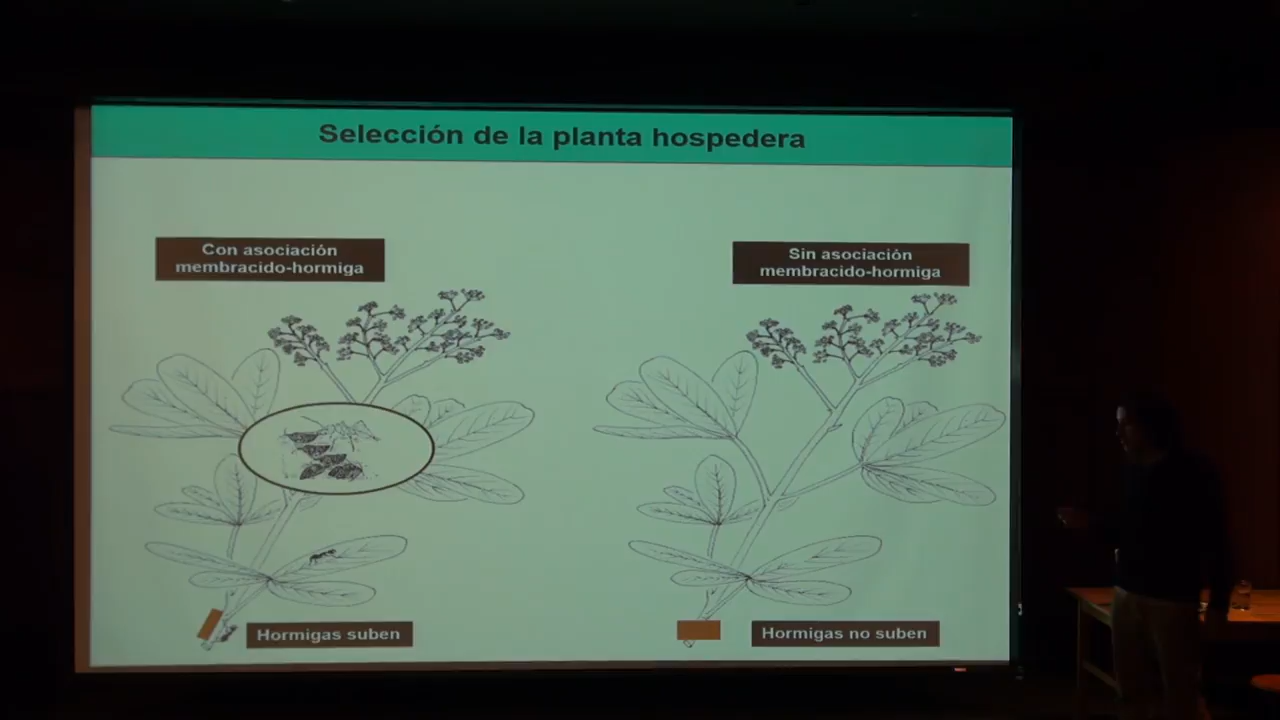 Selección de la planta hospedera
Con asociación
membracido-hormiga
Sin asociación
membracido-hormiga
Hormigas suben
Hormigas no suben